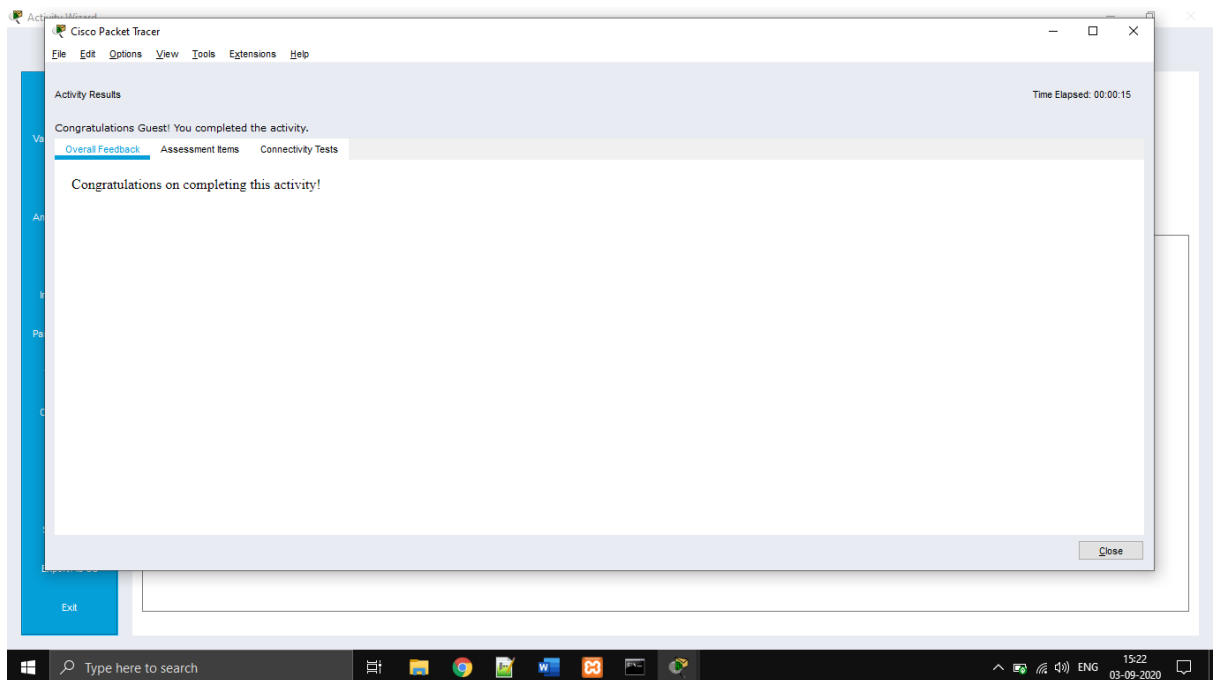 Activity Wizard
Cisco Packet Tracer
File Edit Options View Tools Extensions Help
Activity Results
Time Elapsed: 00:00:15
Congratulations Guest! You completed the activity.
Overall Feedback Assessment Items Connectivity Tests
Congratulations on completing this activity!
Close
Exit
Type here to search
ENG
15:22
03-09-2020